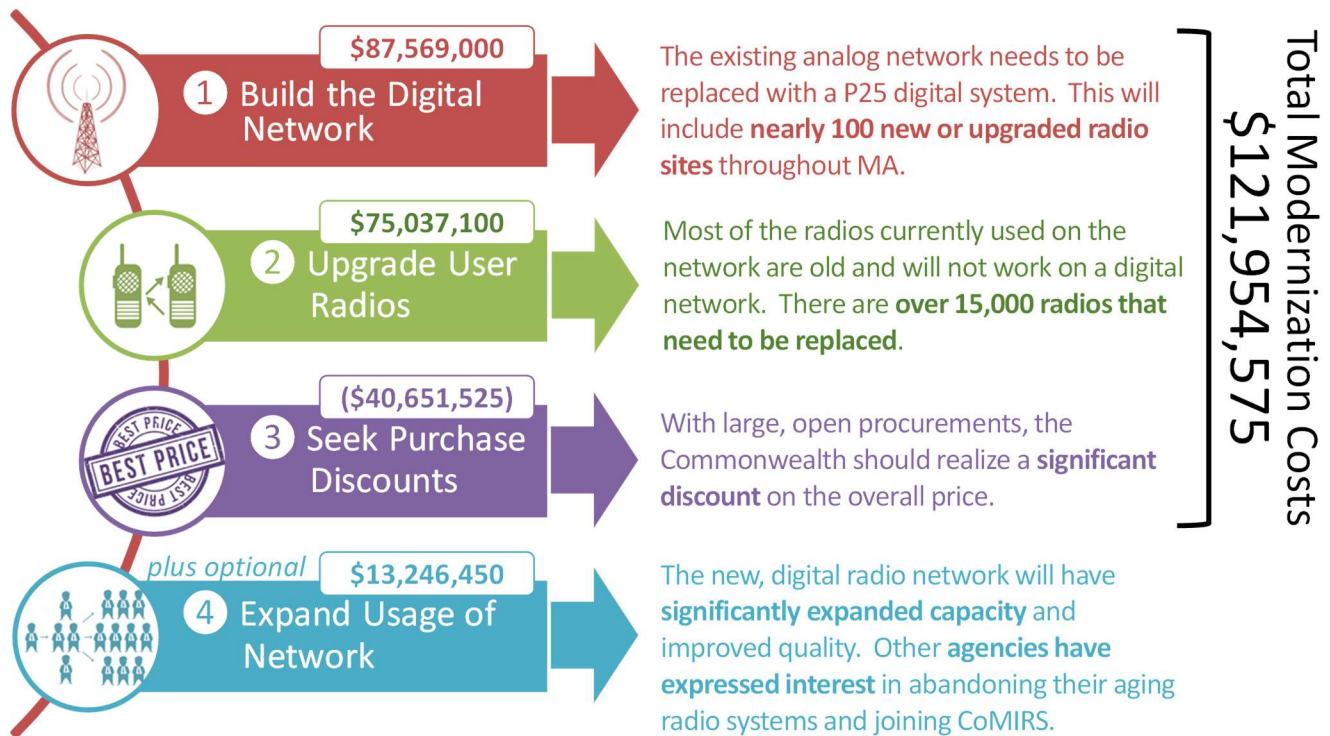 $87,569,000
1 Build the Digital
Network
The existing analog network needs to be
replaced with a P25 digital system. This will
include nearly 100 new or upgraded radio
sites throughout MA.
$75,037,100
2 Upgrade User
Radios
Most of the radios currently used on the
network are old and will not work on a digital
network. There are over 15,000 radios that
need to be replaced.
($40,651,525)
3 Seek Purchase
Discounts
BEST PRICE
BEST PRICE
BEST PRICE
With large, open procurements, the
Commonwealth should realize a significant
discount on the overall price.
plus optional
$13,246,450
4 Expand Usage of
Network
The new, digital radio network will have
significantly expanded capacity and
improved quality. Other agencies have
expressed interest in abandoning their aging
radio systems and joining CoMIRS.
Total Modernization Costs
$121,954,575